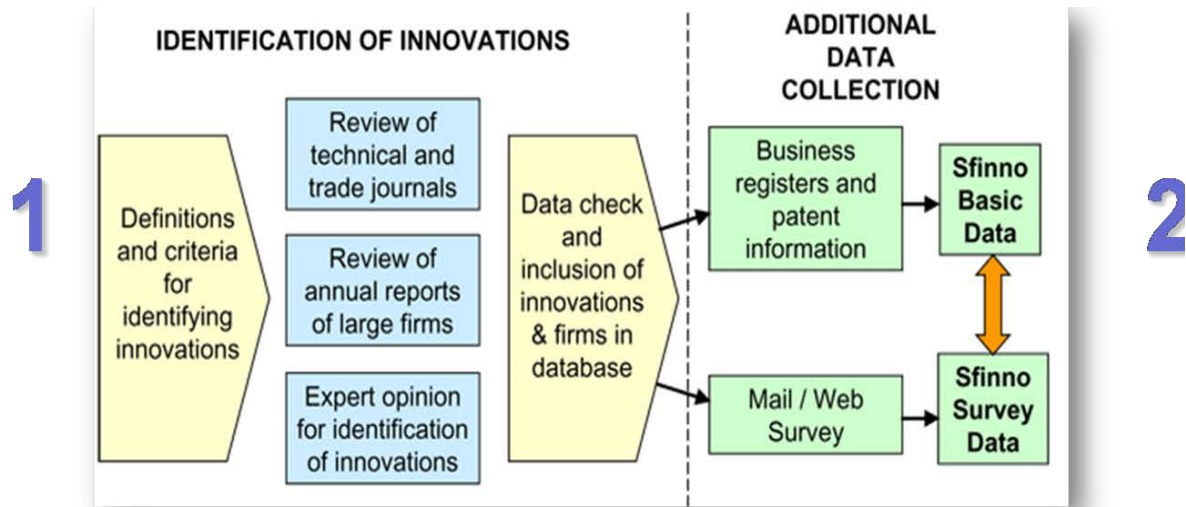 IDENTIFICATION OF INNOVATIONS
ADDITIONAL
DATA
COLLECTION
1
Definitions
and criteria
for
identifying
innovations
Review of
technical and
trade journals
Review of
annual reports
of large firms
Expert opinion
for identification
of innovations
Data check
and
inclusion of
innovations
& firms in
database
Business
registers and
patent
information
Mail / Web
Survey
Sfinno
Basic
Data
Sfinno
Survey
Data
2